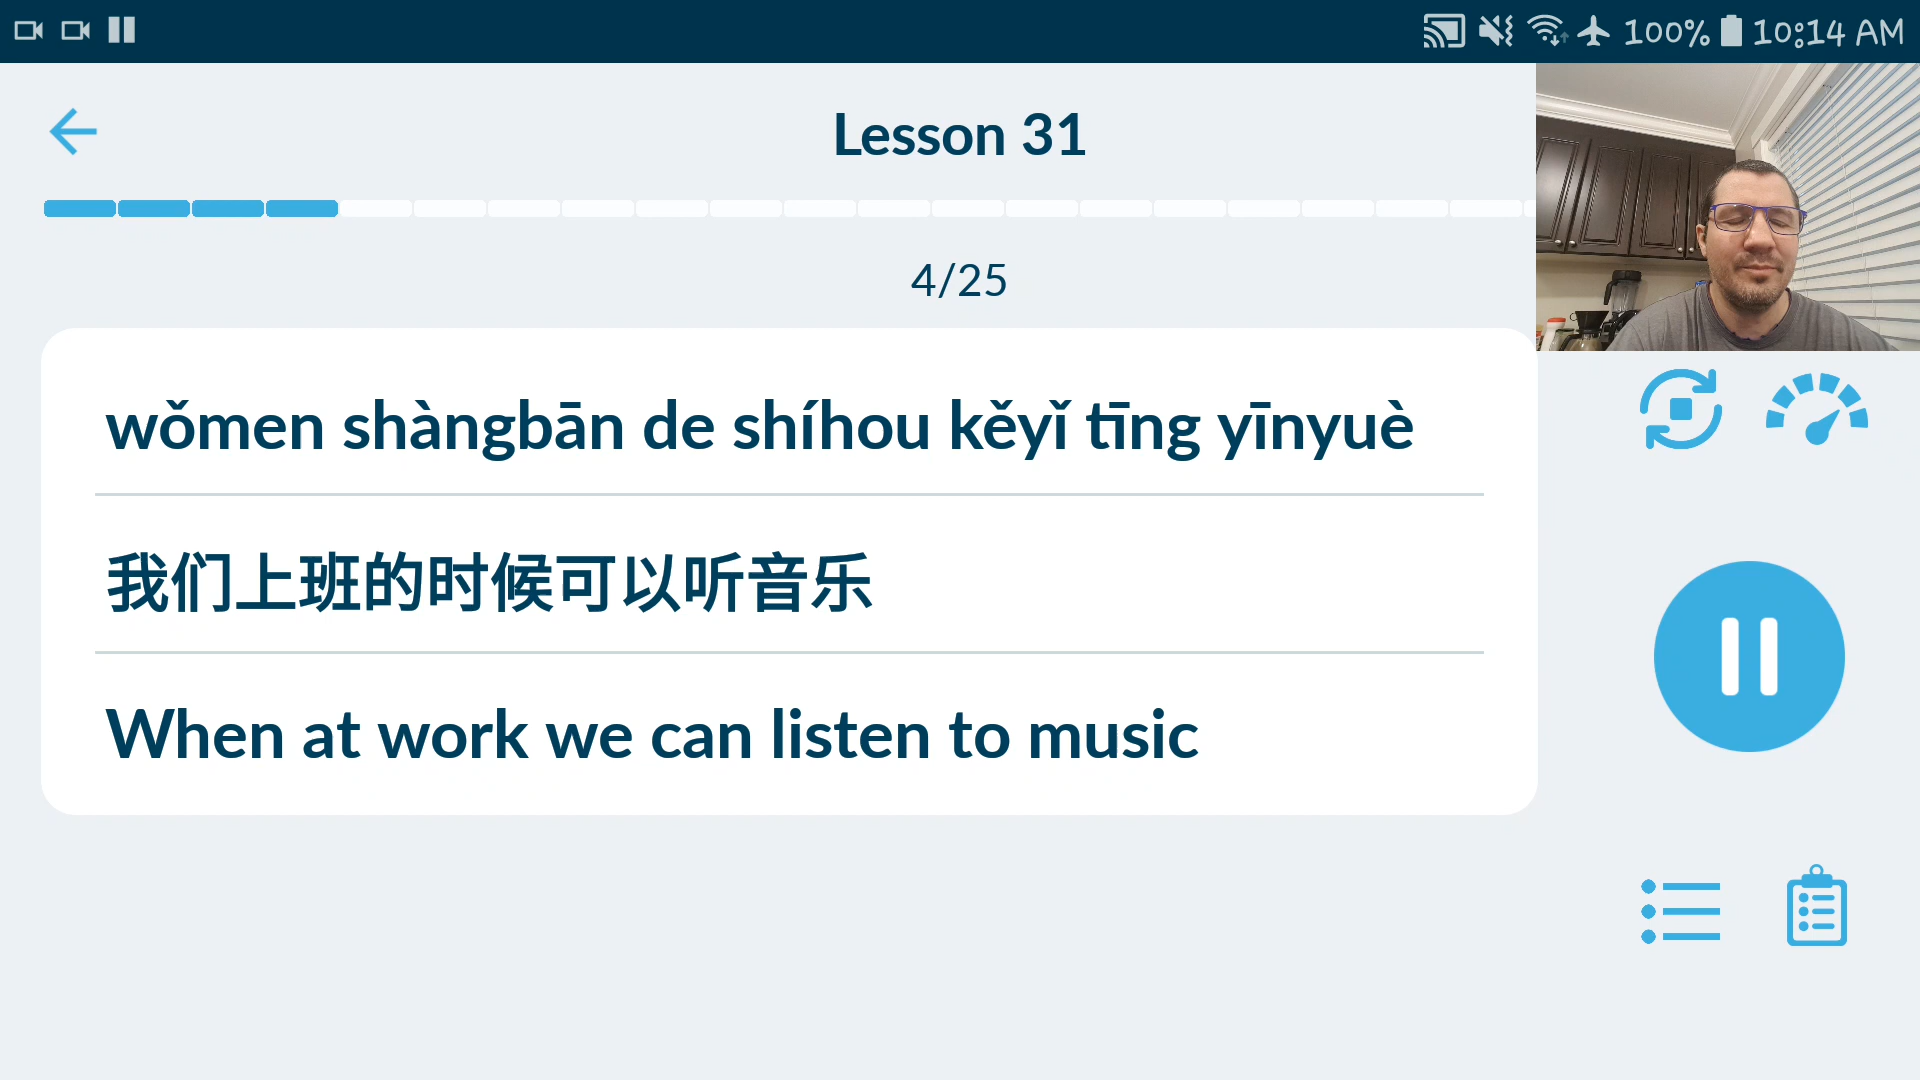 100% 10:14 AM
Lesson 31
4/25
wǒmen shàngbān de shíhou kěyǐ tīng yīnyuè
我们上班的时候可以听音乐
When at work we can listen to music